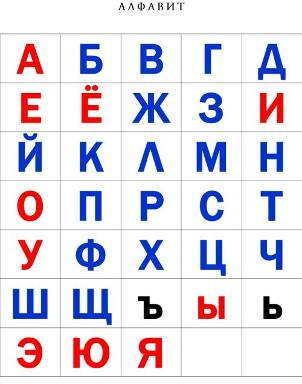 АЛФАВИТ
А Б В Г Д
Е Ё Ж З И
Й К Л М Н
О П Р С Т
У Ф Х Ц Ч
Ш Щ ъ ы ь
Э Ю Я